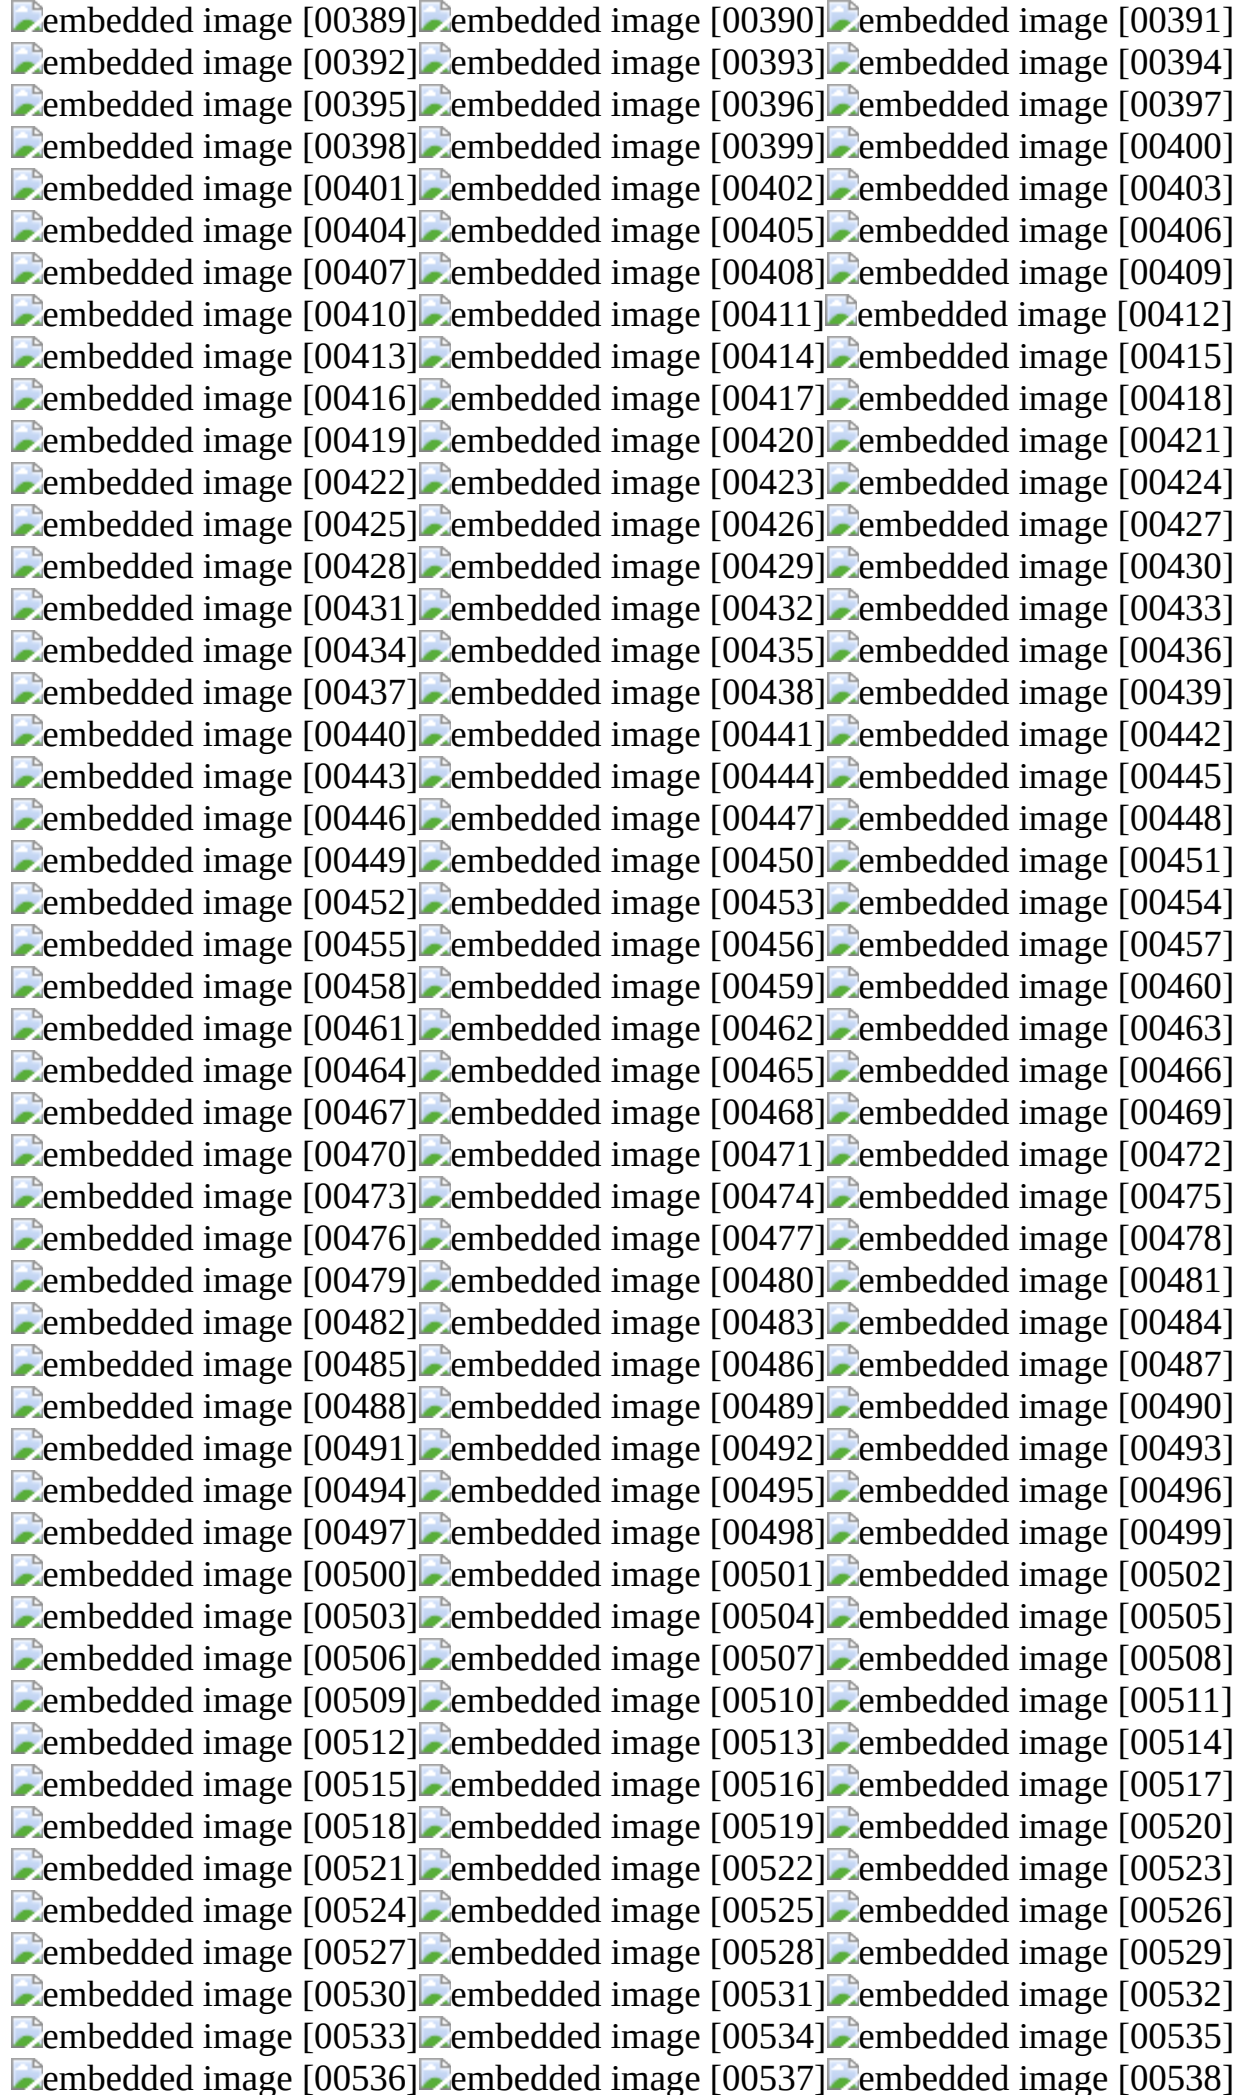 embedded image [00389]embedded image [00390]embedded image [00391]
embedded image [00392]embedded image [00393]embedded image [00394]
embedded image [00395]embedded image [00396]embedded image [00397]
embedded image [00398]embedded image [00399]embedded image [00400]
embedded image [00401]embedded image [00402]embedded image [00403]
embedded image [00404]embedded image [00405]embedded image [00406]
embedded image [00407]embedded image [00408]embedded image [00409]
embedded image [00410]embedded image [00411]embedded image [00412]
embedded image [00413]embedded image [00414]embedded image [00415]
embedded image [00416]embedded image [00417]embedded image [00418]
embedded image [00419]embedded image [00420]embedded image [00421]
embedded image [00422]embedded image [00423]embedded image [00424]
embedded image [00425]embedded image [00426]embedded image [00427]
embedded image [00428]embedded image [00429]embedded image [00430]
embedded image [00431]embedded image [00432]embedded image [00433]
embedded image [00434]embedded image [00435]embedded image [00436]
embedded image [00437]embedded image [00438]embedded image [00439]
embedded image [00440]embedded image [00441]embedded image [00442]
embedded image [00443]embedded image [00444]embedded image [00445]
embedded image [00446]embedded image [00447]embedded image [00448]
embedded image [00449]embedded image [00450]embedded image [00451]
embedded image [00452]embedded image [00453]embedded image [00454]
embedded image [00455]embedded image [00456]embedded image [00457]
embedded image [00458]embedded image [00459]embedded image [00460]
embedded image [00461]embedded image [00462]embedded image [00463]
embedded image [00464]embedded image [00465]embedded image [00466]
embedded image [00467]embedded image [00468]embedded image [00469]
embedded image [00470]embedded image [00471]embedded image [00472]
embedded image [00473]embedded image [00474]embedded image [00475]
embedded image [00476]embedded image [00477]embedded image [00478]
embedded image [00479]embedded image [00480]embedded image [00481]
embedded image [00482]embedded image [00483]embedded image [00484]
embedded image [00485]embedded image [00486]embedded image [00487]
embedded image [00488]embedded image [00489]embedded image [00490]
embedded image [00491]embedded image [00492]embedded image [00493]
embedded image [00494]embedded image [00495]embedded image [00496]
embedded image [00497]embedded image [00498]embedded image [00499]
embedded image [00500]embedded image [00501]embedded image [00502]
embedded image [00503]embedded image [00504]embedded image [00505]
embedded image [00506]embedded image [00507]embedded image [00508]
embedded image [00509]embedded image [00510]embedded image [00511]
embedded image [00512]embedded image [00513]embedded image [00514]
embedded image [00515]embedded image [00516]embedded image [00517]
embedded image [00518]embedded image [00519]embedded image [00520]
embedded image [00521]embedded image [00522]embedded image [00523]
embedded image [00524]embedded image [00525]embedded image [00526]
embedded image [00527]embedded image [00528]embedded image [00529]
embedded image [00530]embedded image [00531]embedded image [00532]
embedded image [00533]embedded image [00534]embedded image [00535]
embedded image [00536]embedded image [00537]embedded image [00538]